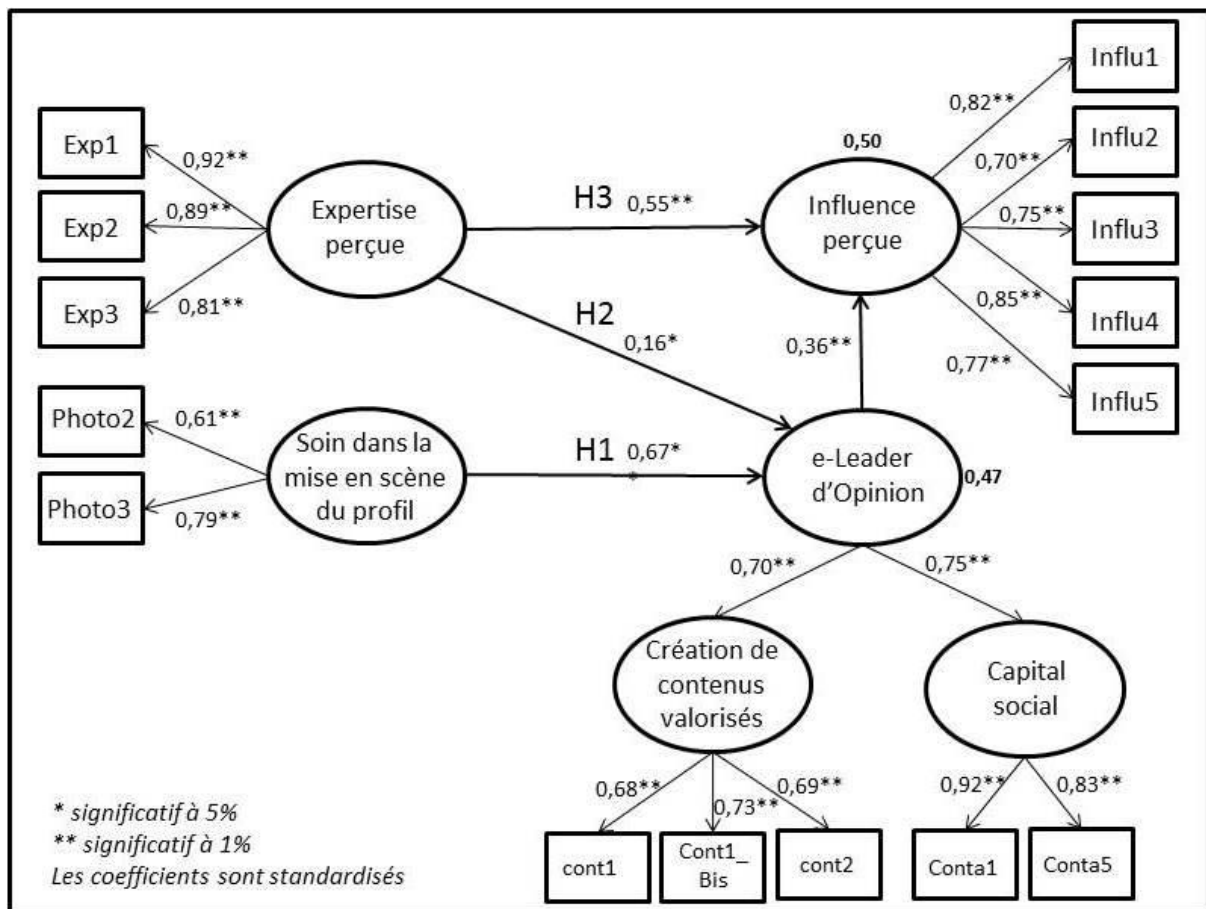 Influ1
0,82**
Exp1
0,92**
0,50
Influ2
0,70**
Exp2
0,89**
Expertise
perçue
H3 0,55**
Influence
perçue
0,75**
Influ3
Exp3
0,81**
H2
0,16*
0,36**
0,85**
Influ4
0,77**
Influ5
Photo2
0,61**
Soin dans la
mise en scène
du profil
H1 0,67*
*
e-Leader
d'Opinion
0,47
Photo3
0,79**
0,70**
0,75**
Création de
contenus
valorisés
Capital
social
0,68**
0,73**
0,69**
0,92**
0,83**
cont1
Cont1_
Bis
cont2
Conta1
Conta5
* significatif à 5%
** significatif à 1%
Les coefficients sont standardisés